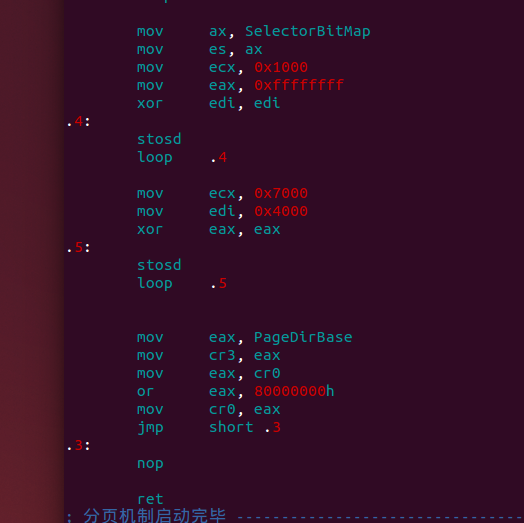 mov ax, SelectorBitMap
mov es, ax
mov ecx, 0x1000
mov eax, 0xffffffff
xor edi, edi
.4:
stosd
loop .4
mov ecx, 0x7000
mov edi, 0x4000
xor eax, eax
.5:
stosd
loop .5
mov eax, PageDirBase
mov cr3, eax
mov eax, cr0
or eax, 80000000h
mov cr0, eax
jmp short .3
.3:
nop
ret
; 分页机制启动完毕 --------------------------------